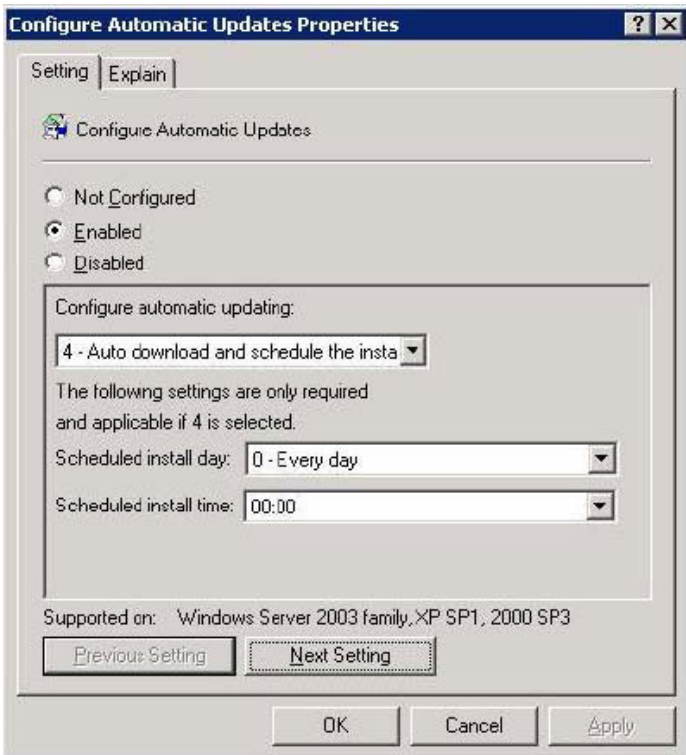 Configure Automatic Updates Properties
?
Setting
Explain
Configure Automatic Updates
Not Configured
Enabled
Disabled
Configure automatic updating:
4 - Auto download and schedule the insta
The following settings are only required
and applicable if 4 is selected.
Scheduled install day: 0 - Every day
Scheduled install time: 00:00
Supported on: Windows Server 2003 family, XP SP1, 2000 SP3
Previous Setting
Next Setting
OK
Cancel
Apply